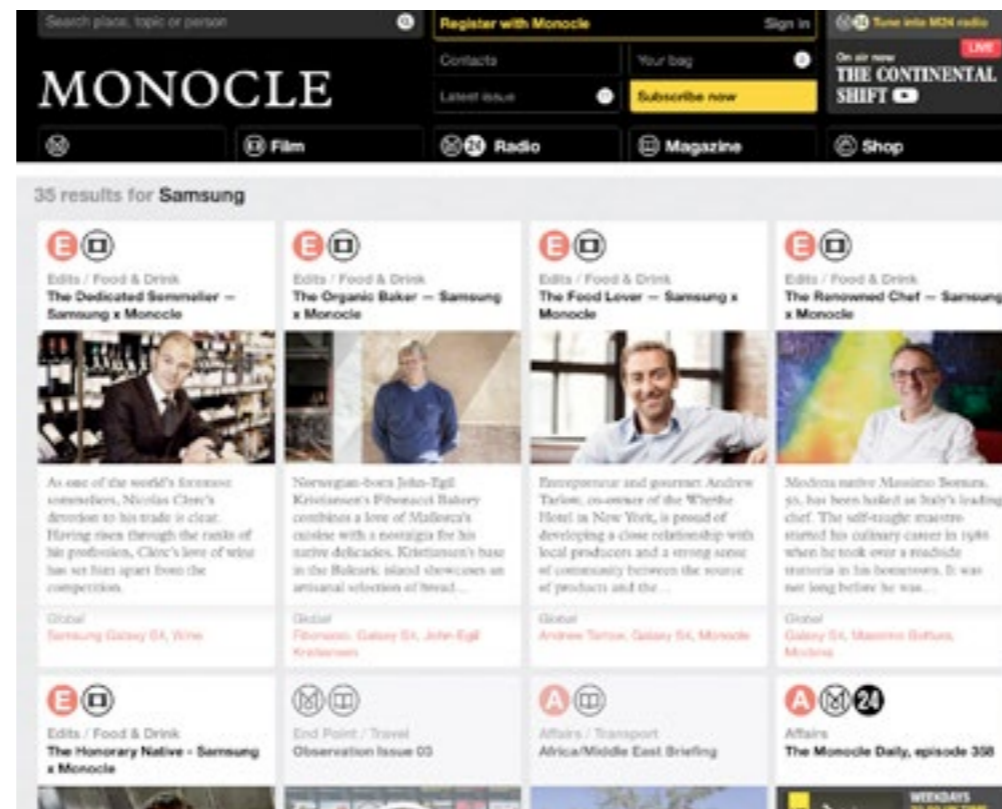 Search place, topic or person
Register with Monocle
Sign in
Tune into M24 radio
Contacts
Your bag
0
On air now
LIVE
THE CONTINENTAL
SHIFT
MONOCLE
Latest issue
Subscribe now
Film
24 Radio
Magazine
Shop
35 results for Samsung
E
Edits / Food & Drink
The Dedicated Sommelier —
Samsung x Monocle
As one of the world's foremost
sommeliers, Nicolas Clerc's
devotion to his trade is clear.
Having risen through the ranks of
his profession, Clerc's love of wine
has set him apart from the
competition.
Global
Samsung Galaxy S4, Wine
E
Edits / Food & Drink
The Organic Baker — Samsung
x Monocle
Norwegian-born John-Egil
Kristiansen's Fibonacci Bakery
combines a love of Mallorca's
cuisine with a nostalgia for his
native delicacies. Kristiansen's base
in the Balearic island showcases an
artisanal selection of bread...
Global
Fibonacci, Galaxy S4, John-Egil
Kristiansen
E
Edits / Food & Drink
The Food Lover — Samsung x
Monocle
Entrepreneur and gourmet Andrew
Tarlow, co-owner of the Wythe
Hotel in New York, is proud of
developing a close relationship with
local producers and a strong sense
of community between the source
of products and the...
Global
Andrew Tarlow, Galaxy S4, Monocle
E
Edits / Food & Drink
The Renowned Chef — Samsung
x Monocle
Modena native Massimo Bottura,
50, has been hailed as Italy's leading
chef. The self-taught maestro
started his culinary career in 1986
when he took over a roadside
trattoria in his hometown. It was
not long before he was...
Global
Galaxy S4, Massimo Bottura,
Modena
E
Edits / Food & Drink
The Honorary Native - Samsung
x Monocle
End Point / Travel
Observation Issue 03
A
Affairs / Transport
Africa/Middle East Briefing
A 24
Affairs
The Monocle Daily, episode 358
WEEKDAYS